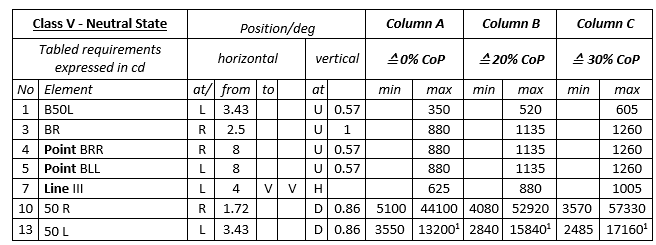 Class V - Neutral State Position/deg Column A Column B Column C
Tabled requirements expressed in cd horizontal vertical ≙ 0% CoP ≙ 20% CoP ≙ 30% CoP
No Element at/ from to at min max min max min max
1 B50L L 3.43 U 0.57 350 520 605
3 BR R 2.5 U 1 880 1135 1260
4 Point BRR R 8 U 0.57 880 1135 1260
5 Point BLL L 8 U 0.57 880 1135 1260
7 Line III L 4 V V H 625 880 1005
10 50 R R 1.72 D 0.86 5100 44100 4080 52920 3570 57330
13 50 L L 3.43 D 0.86 3550 13200¹ 2840 15840¹ 2485 17160¹